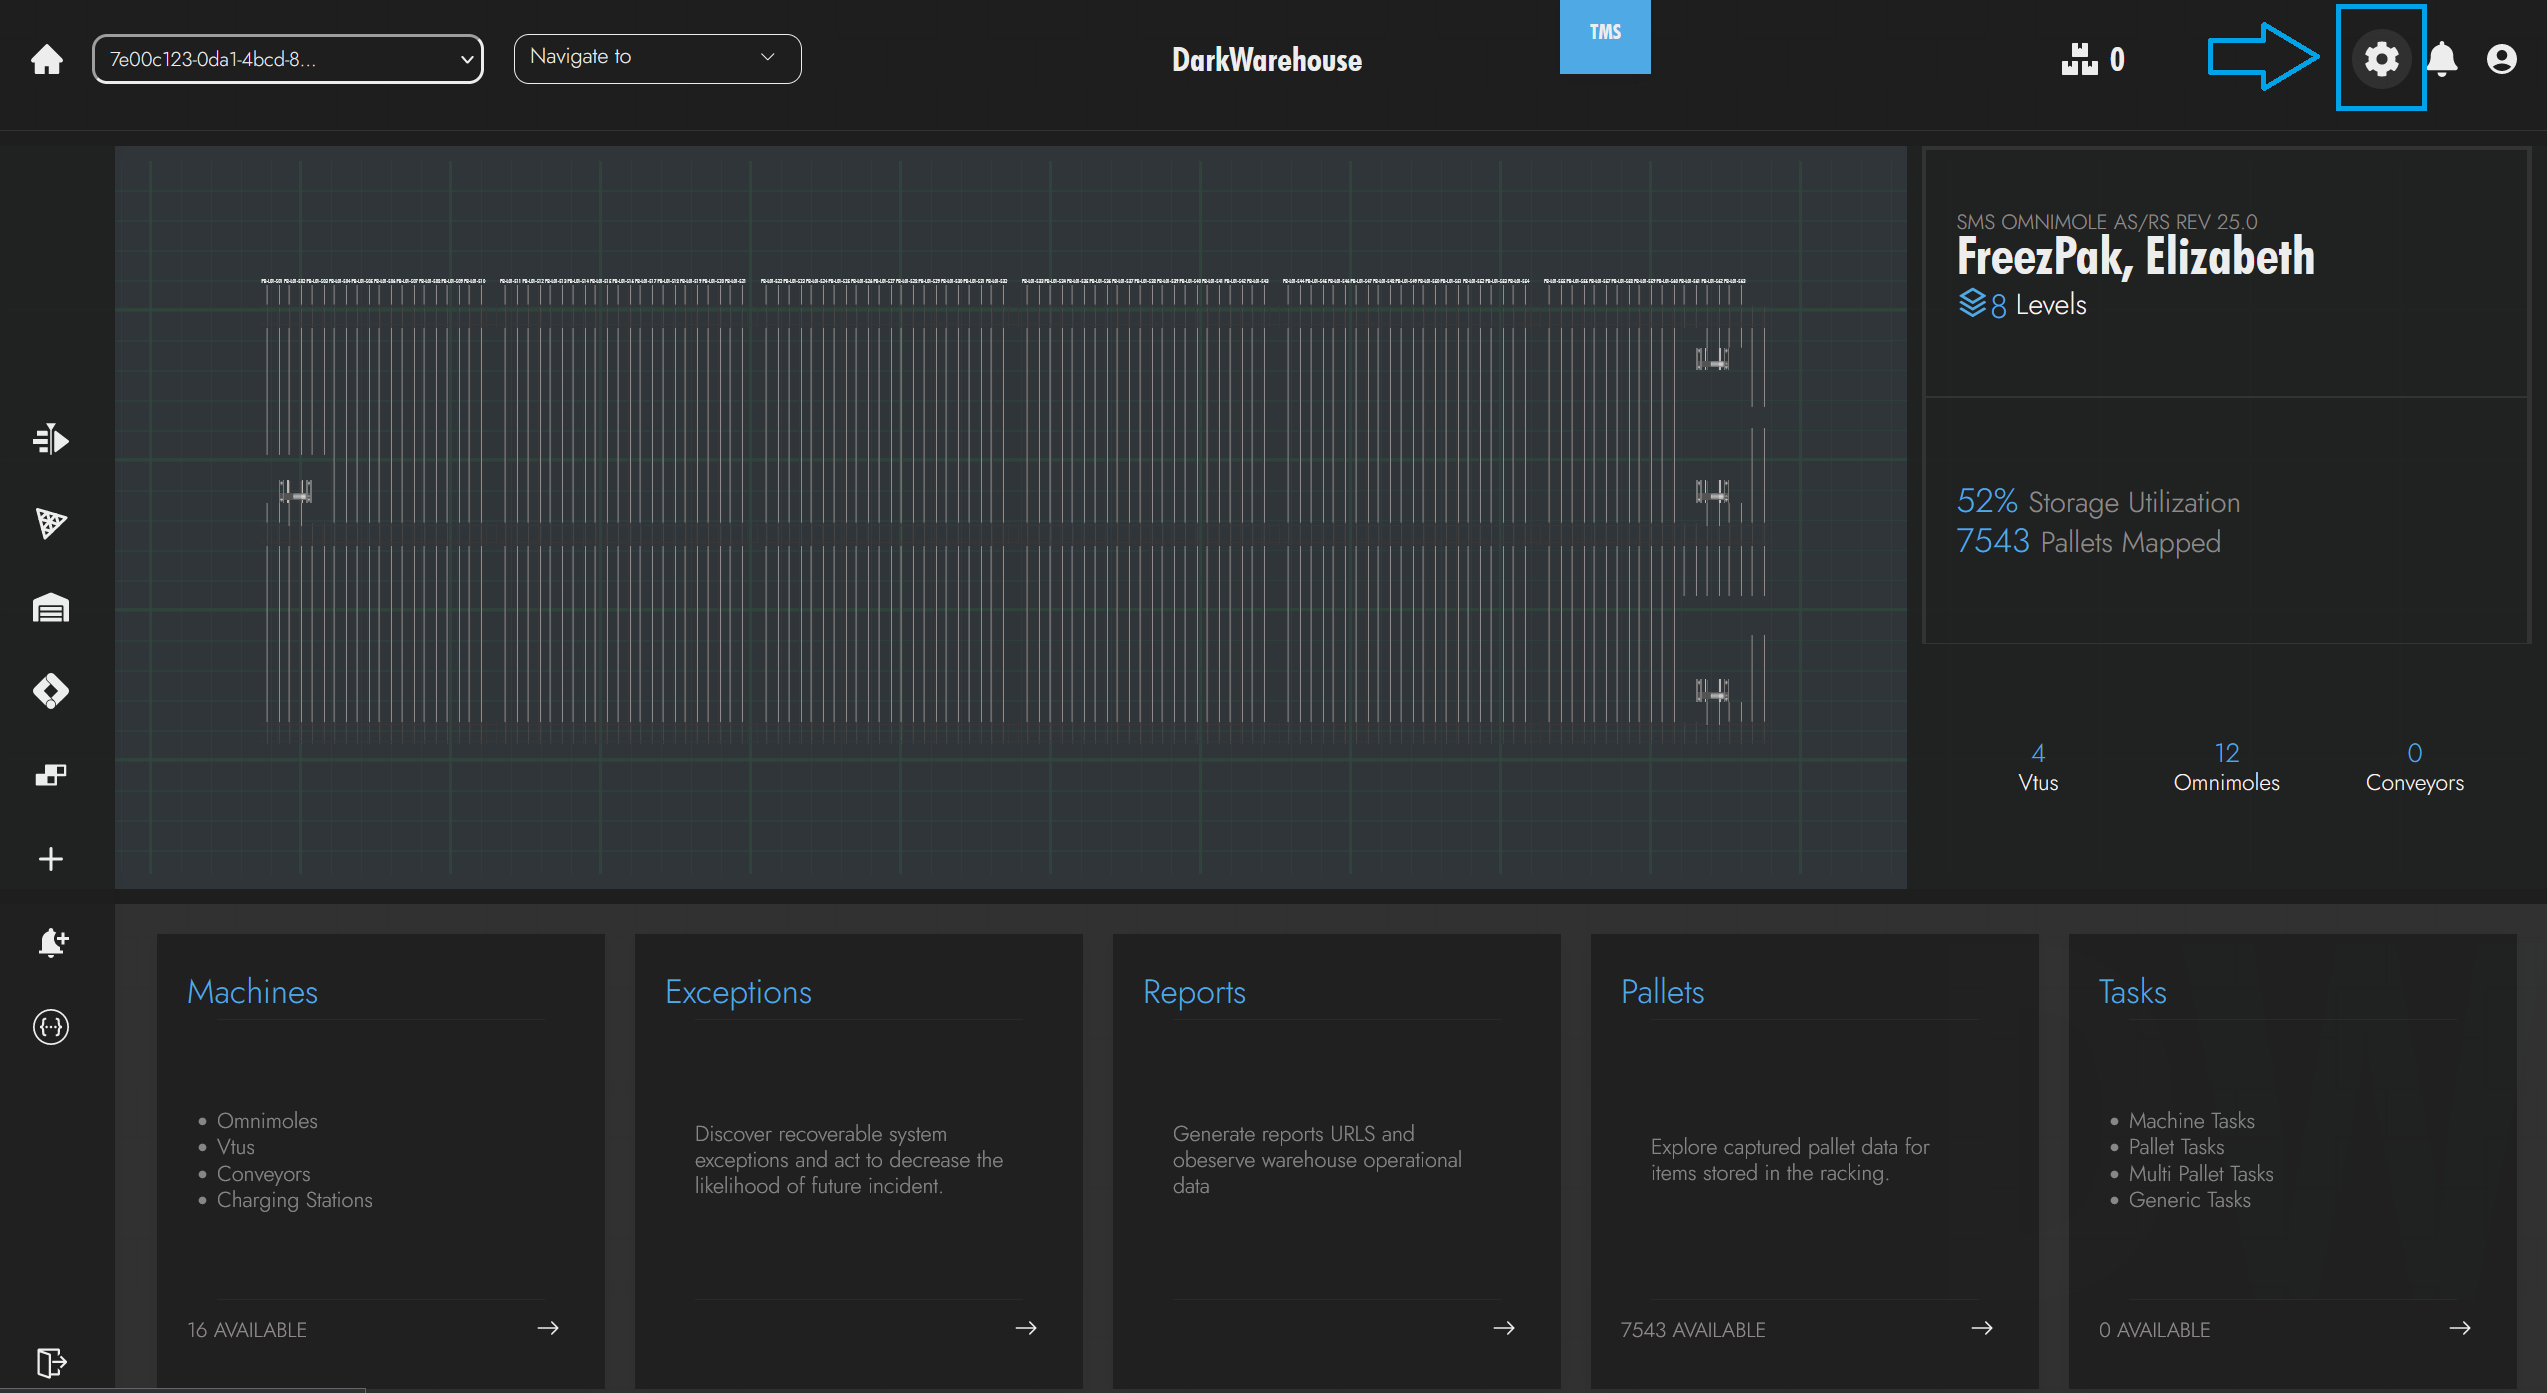 7e00c123-0da1-4bcd-8...
Navigate to
DarkWarehouse
TMS
0
SMS OMNIMOLE AS/RS REV 25.0
FreezPak, Elizabeth
8 Levels
52% Storage Utilization
7543 Pallets Mapped
4
Vtus
12
Omnimoles
0
Conveyors
Machines
Omnimoles
Vtus
Conveyors
Charging Stations
16 AVAILABLE
Exceptions
Discover recoverable system
exceptions and act to decrease the
likelihood of future incident.
Reports
Generate reports URLS and
obeserve warehouse operational
data
Pallets
Explore captured pallet data for
items stored in the racking.
7543 AVAILABLE
Tasks
Machine Tasks
Pallet Tasks
Multi Pallet Tasks
Generic Tasks
0 AVAILABLE